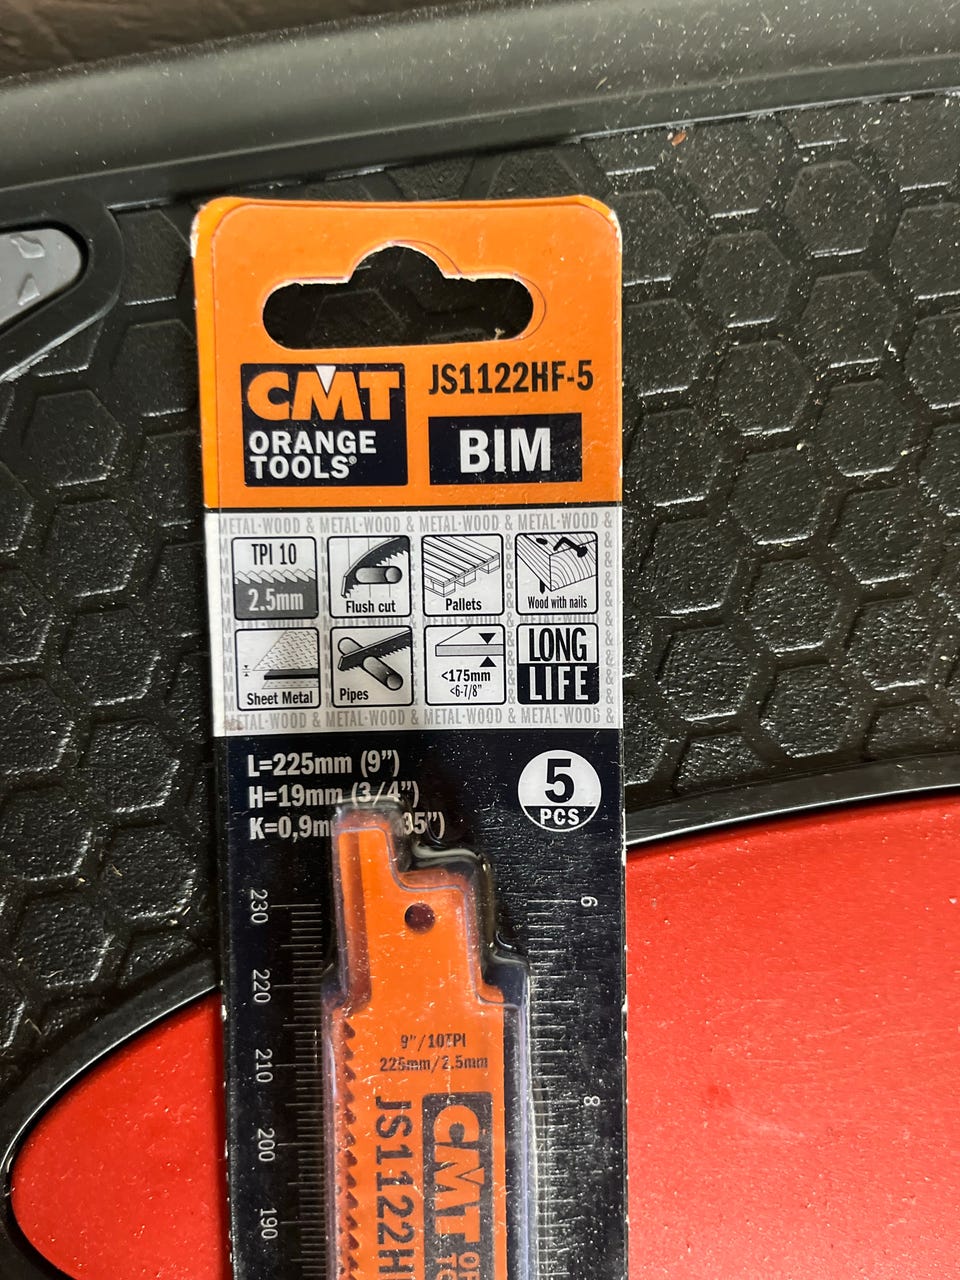 CMT
ORANGE
TOOLS®
JS1122HF-5
BIM
METAL·WOOD & METAL·WOOD & METAL·WOOD & METAL·WOOD &
TPI 10
2.5mm
Flush cut
Pallets
Wood with nails
Sheet Metal
Pipes
<175mm
<6-7/8"
LONG
LIFE
METAL·WOOD & METAL·WOOD & METAL·WOOD & METAL·WOOD &
L=225mm (9")
H=19mm (3/4")
K=0,9m 35")
5
PCS
230
220
210
200
190
9
8
9"/10TPI
225mm/2.5mm
JS1122H
CMT